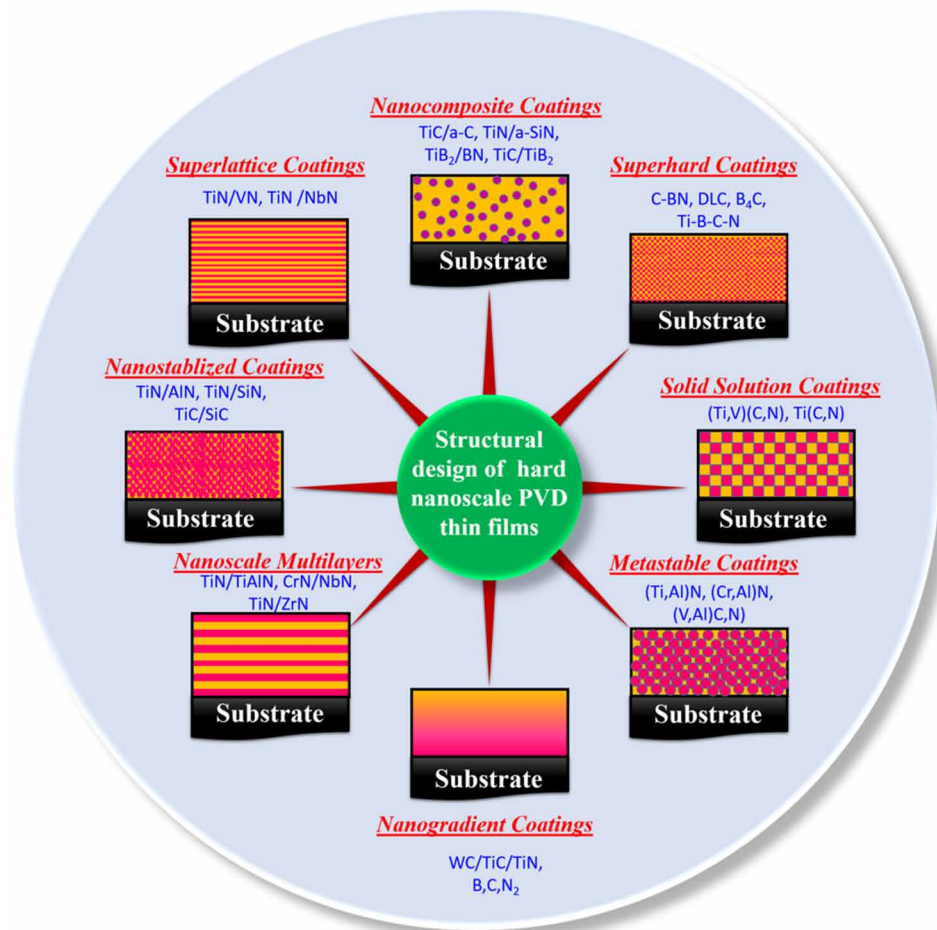 Nanocomposite Coatings
TiC/a-C, TiN/a-SiN,
TiB₂/BN, TiC/TiB₂
Substrate
Superhard Coatings
C-BN, DLC, B₄C,
Ti-B-C-N
Substrate
Solid Solution Coatings
(Ti,V)(C,N), Ti(C,N)
Substrate
Metastable Coatings
(Ti,Al)N, (Cr,Al)N,
(V,Al)C,N)
Substrate
Substrate
Nanogradient Coatings
WC/TiC/TiN,
B,C,N₂
Nanoscale Multilayers
TiN/TiAlN, CrN/NbN,
TiN/ZrN
Substrate
Nanostablized Coatings
TiN/AlN, TiN/SiN,
TiC/SiC
Substrate
Superlattice Coatings
TiN/VN, TiN /NbN
Substrate
Structural
design of hard
nanoscale PVD
thin films